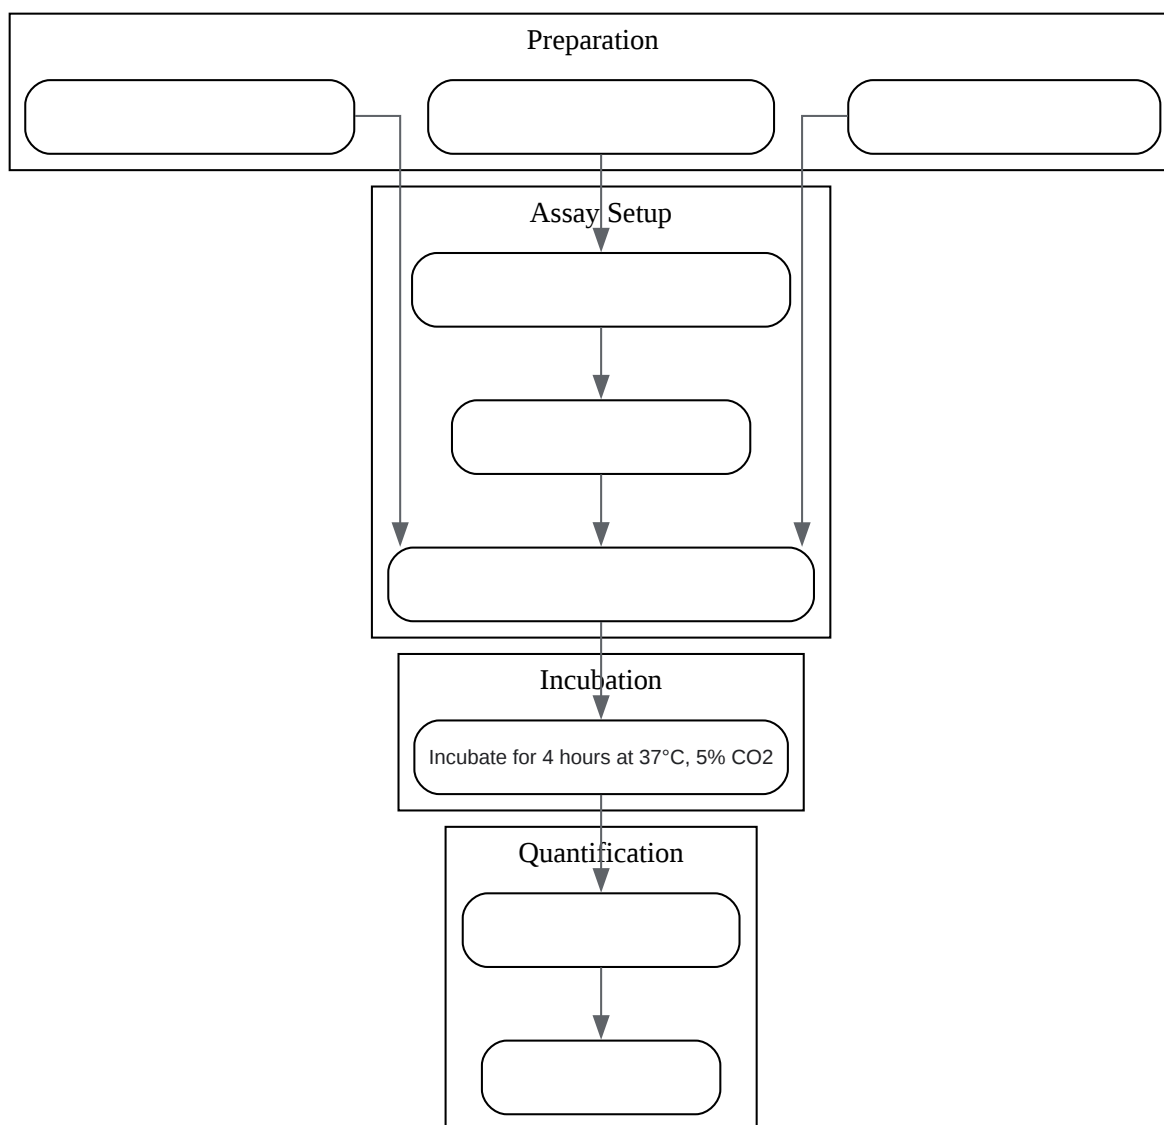 Preparation
Assay Setup
Incubation
Incubate for 4 hours at 37°C, 5% CO2
Quantification